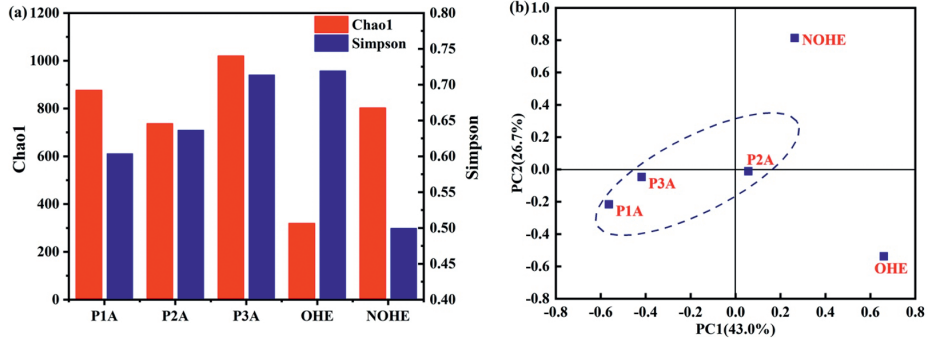 (a)
1200
1000
800
600
400
200
0
Chao1
Chao1
Simpson
0.80
0.75
0.70
0.65
0.60
0.55
0.50
0.45
0.40
Simpson
P1A P2A P3A OHE NOHE
(b)
1.0
0.8
0.6
0.4
0.2
0.0
-0.2
-0.4
-0.6
-0.8
PC2(26.7%)
NOHE
P2A
P3A
P1A
OHE
-0.8 -0.6 -0.4 -0.2 0.0 0.2 0.4 0.6 0.8
PC1(43.0%)